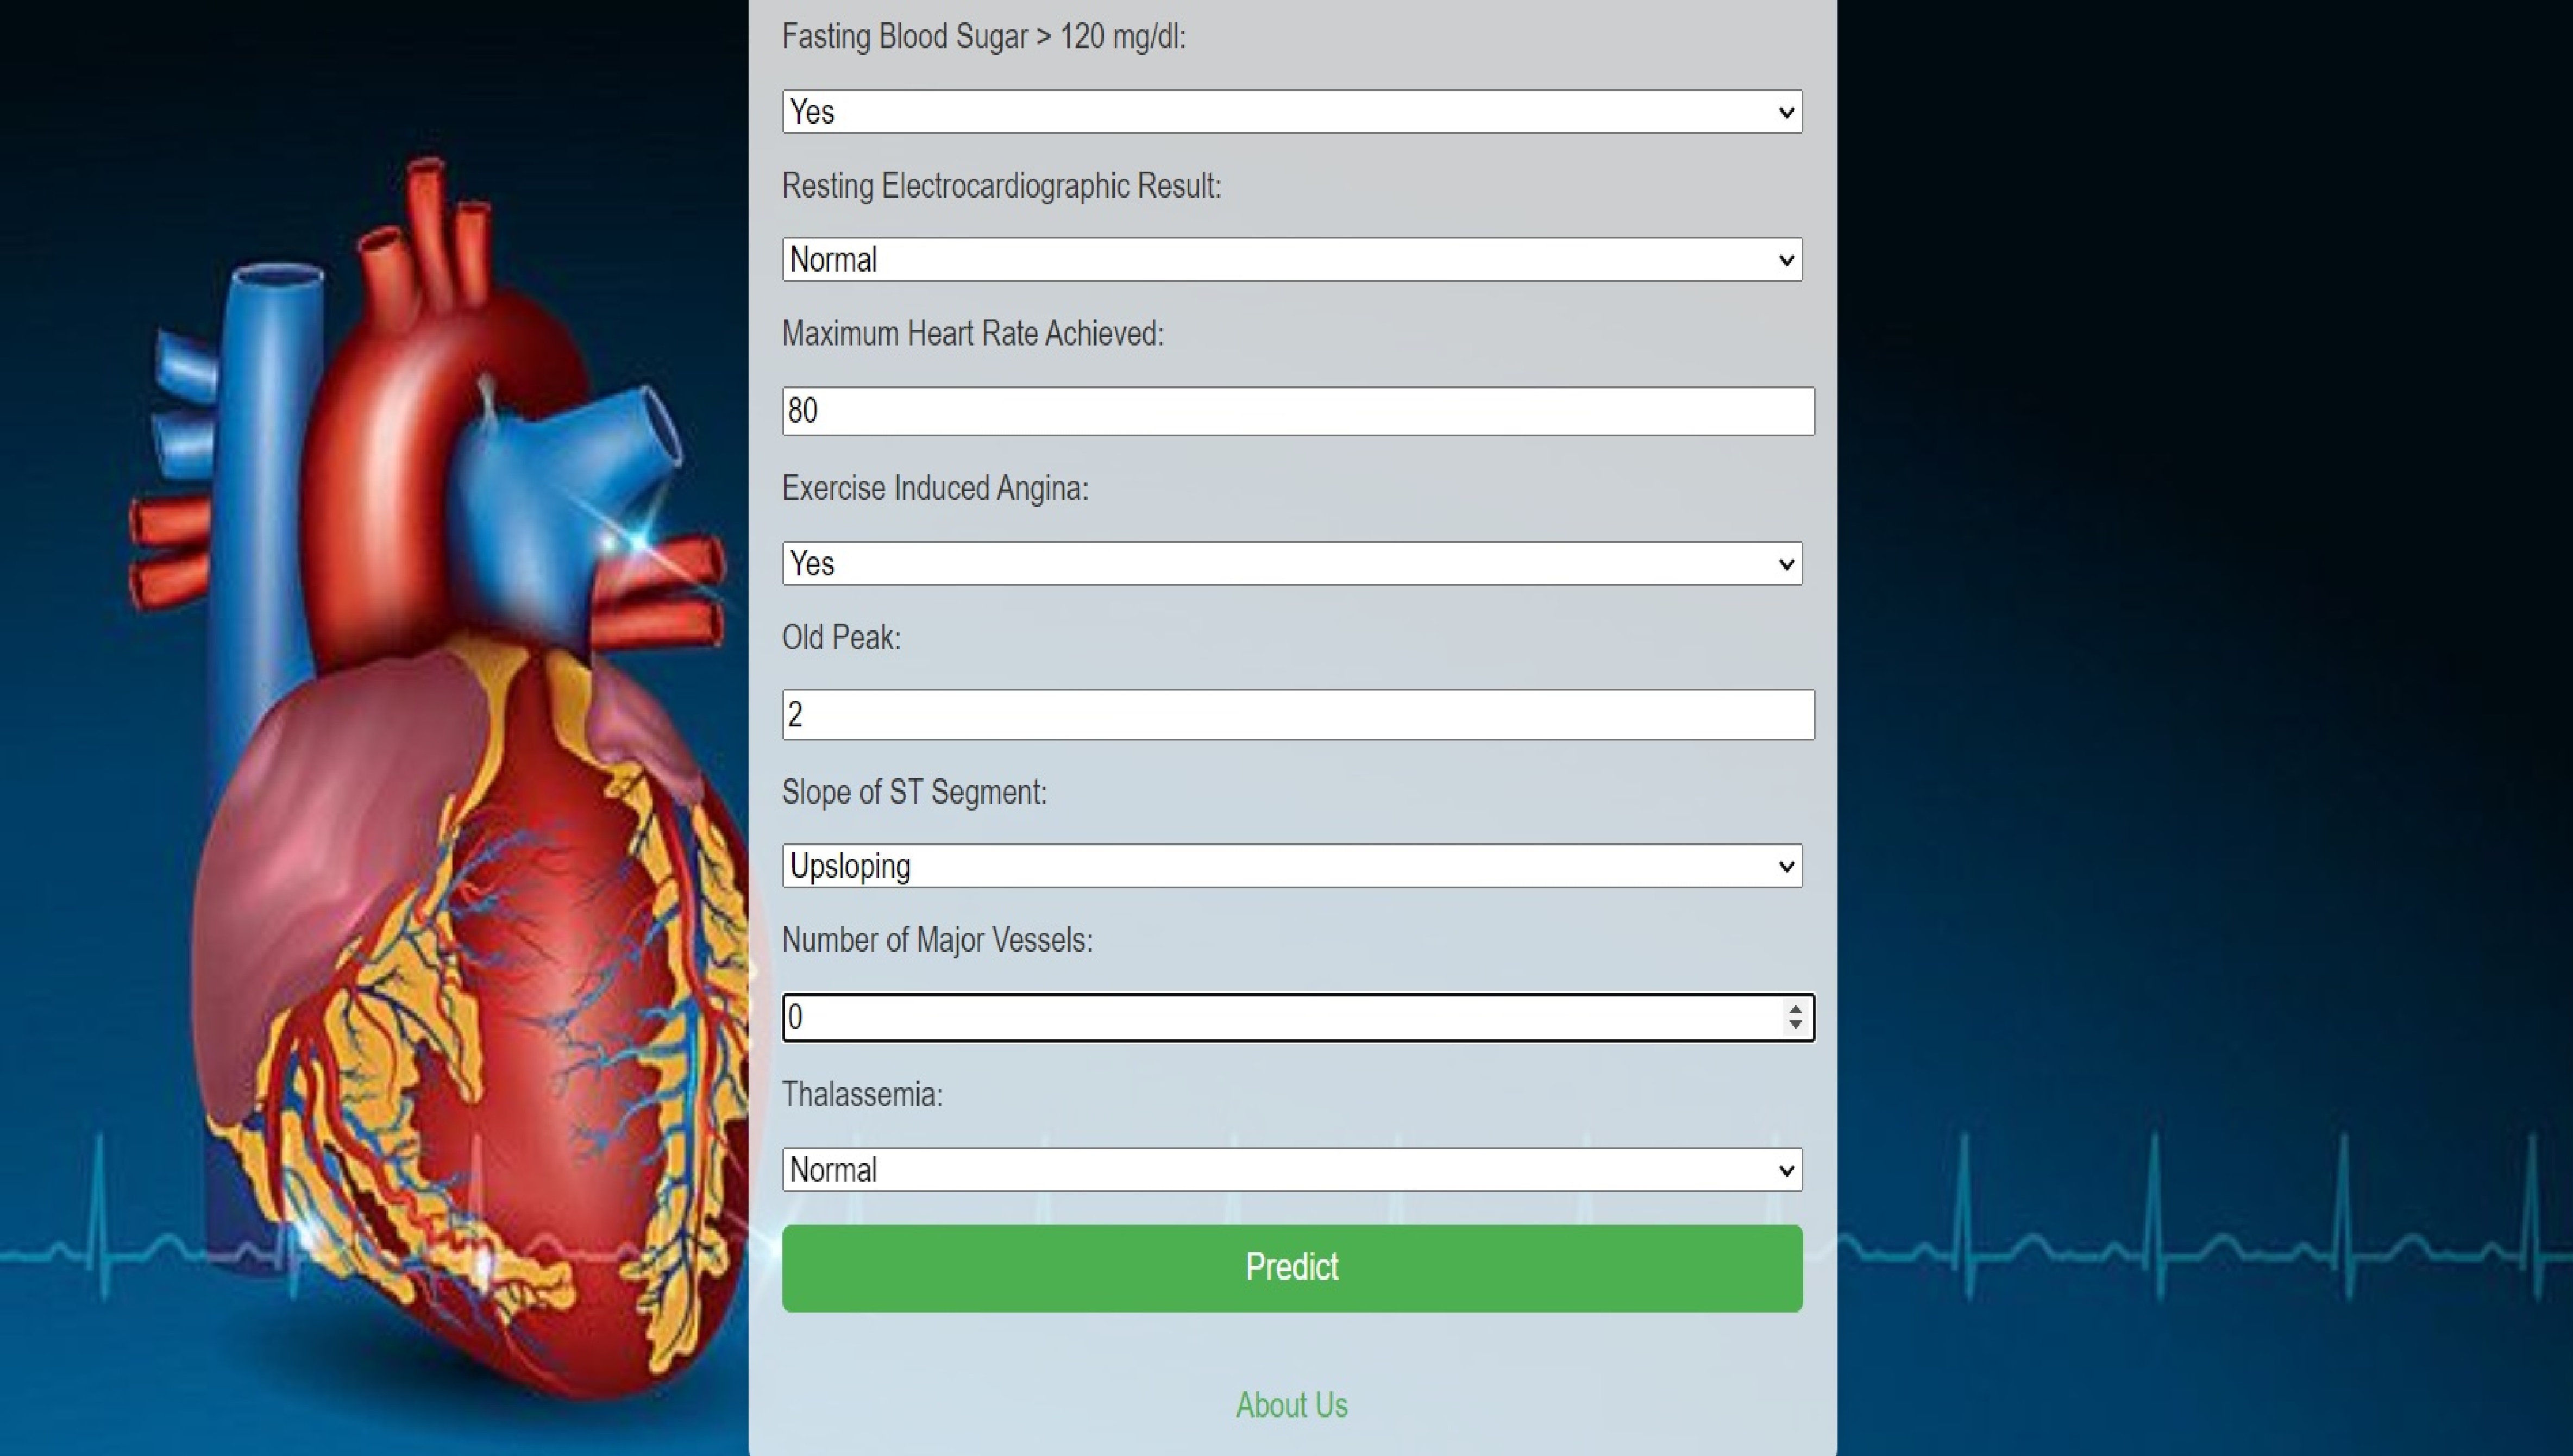 Fasting Blood Sugar > 120 mg/dl:
Yes
Resting Electrocardiographic Result:
Normal
Maximum Heart Rate Achieved:
80
Exercise Induced Angina:
Yes
Old Peak:
2
Slope of ST Segment:
Upsloping
Number of Major Vessels:
0
Thalassemia:
Normal
Predict
About Us